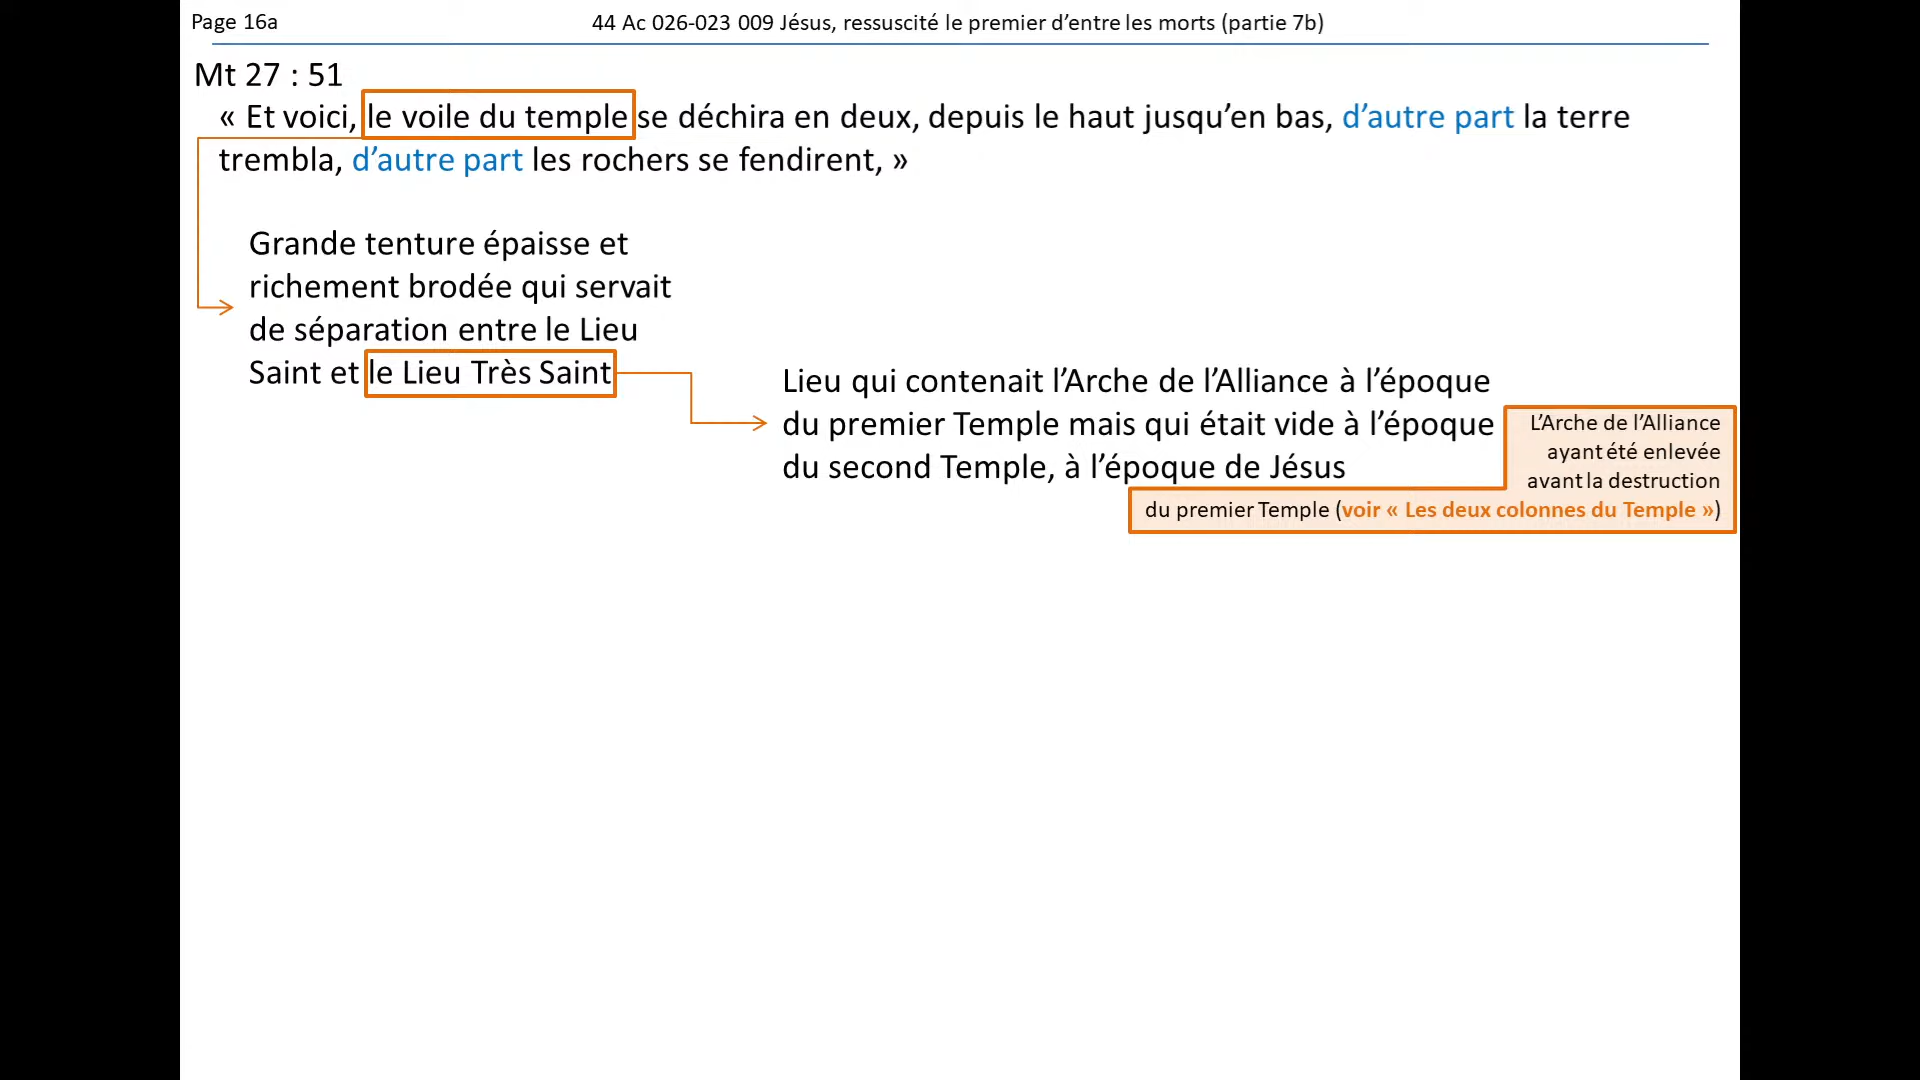 Page 16a
44 Ac 026-023 009 Jésus, ressuscité le premier d’entre les morts (partie 7b)
Mt 27 : 51
« Et voici, le voile du temple se déchira en deux, depuis le haut jusqu’en bas, d’autre part la terre
trembla, d’autre part les rochers se fendirent, »
Grande tenture épaisse et
richement brodée qui servait
de séparation entre le Lieu
Saint et le Lieu Très Saint
Lieu qui contenait l’Arche de l’Alliance à l’époque
du premier Temple mais qui était vide à l’époque
du second Temple, à l’époque de Jésus
L’Arche de l’Alliance
ayant été enlevée
avant la destruction
du premier Temple (voir « Les deux colonnes du Temple »)